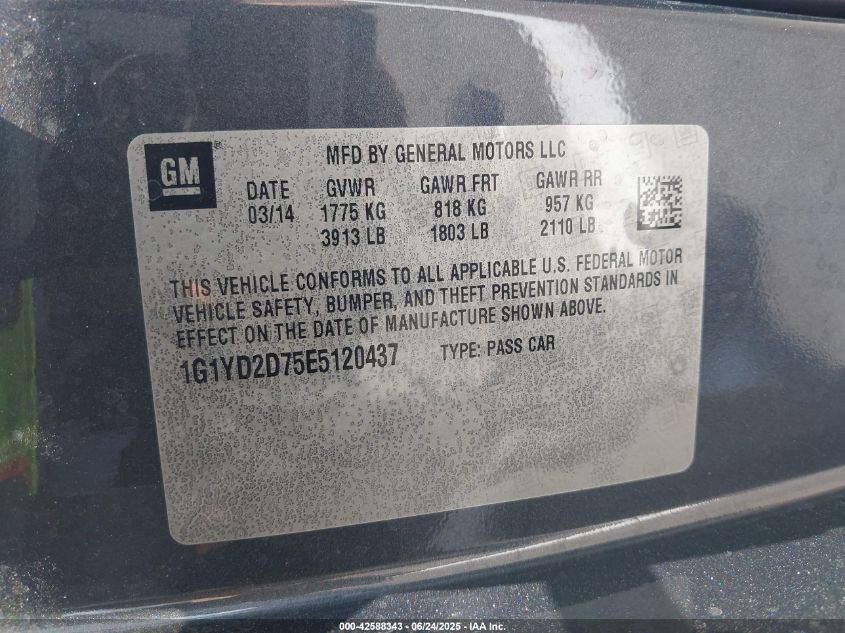 GM®
MFD BY GENERAL MOTORS LLC
DATE GVWR GAWR FRT GAWR RR
03/14 1775 KG 818 KG 957 KG
3913 LB 1803 LB 2110 LB
THIS VEHICLE CONFORMS TO ALL APPLICABLE U.S. FEDERAL MOTOR
VEHICLE SAFETY, BUMPER, AND THEFT PREVENTION STANDARDS IN
EFFECT ON THE DATE OF MANUFACTURE SHOWN ABOVE.
1G1YD2D75E5120437 TYPE: PASS CAR
000-42588343 | 06/24/2025 - IAA Inc.